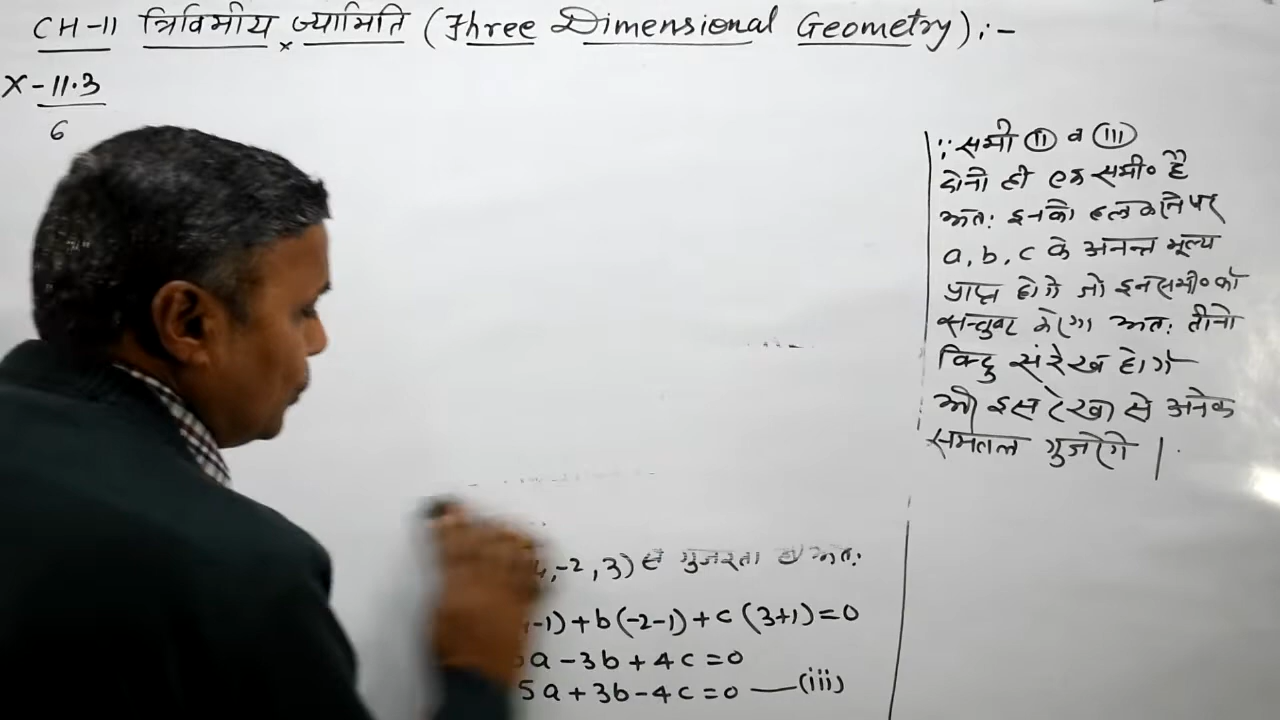 CH-11 त्रिविमीय ज्यामिति (Three Dimensional Geometry) :-
X-11.3
6
∵ समी (ii) व (iii)
दोनो ही एक समी० है
अतः इनको हल करने पर
a, b, c के अनन्त मूल्य
प्राप्त होगे जो इन समी० को
सन्तुष्ट करेगा अतः तीनो
बिन्दु संरेख होगें
और इस रेखा से अनेक
समतल गुजरेगे |
,-2,3) से गुजरता है अतः
-1)+b(-2-1)+c(3+1)=0
a-3b+4c=0
5a+3b-4c=0 —(iii)